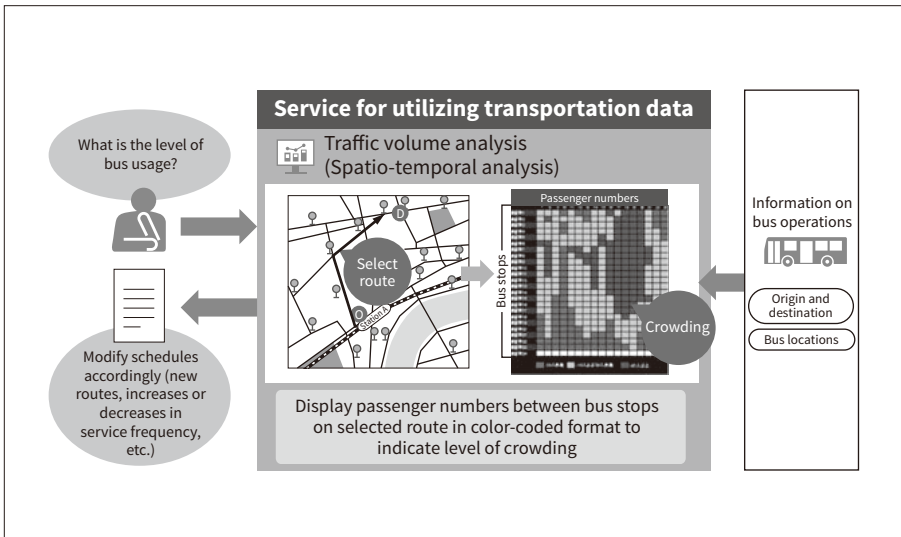 Service for utilizing transportation data
What is the level of
bus usage?
Traffic volume analysis
(Spatio-temporal analysis)
D
Select
route
O
Station A
Passenger numbers
Bus stops
Crowding
Information on
bus operations
Origin and
destination
Bus locations
Modify schedules
accordingly (new
routes, increases or
decreases in
service frequency,
etc.)
Display passenger numbers between bus stops
on selected route in color-coded format to
indicate level of crowding